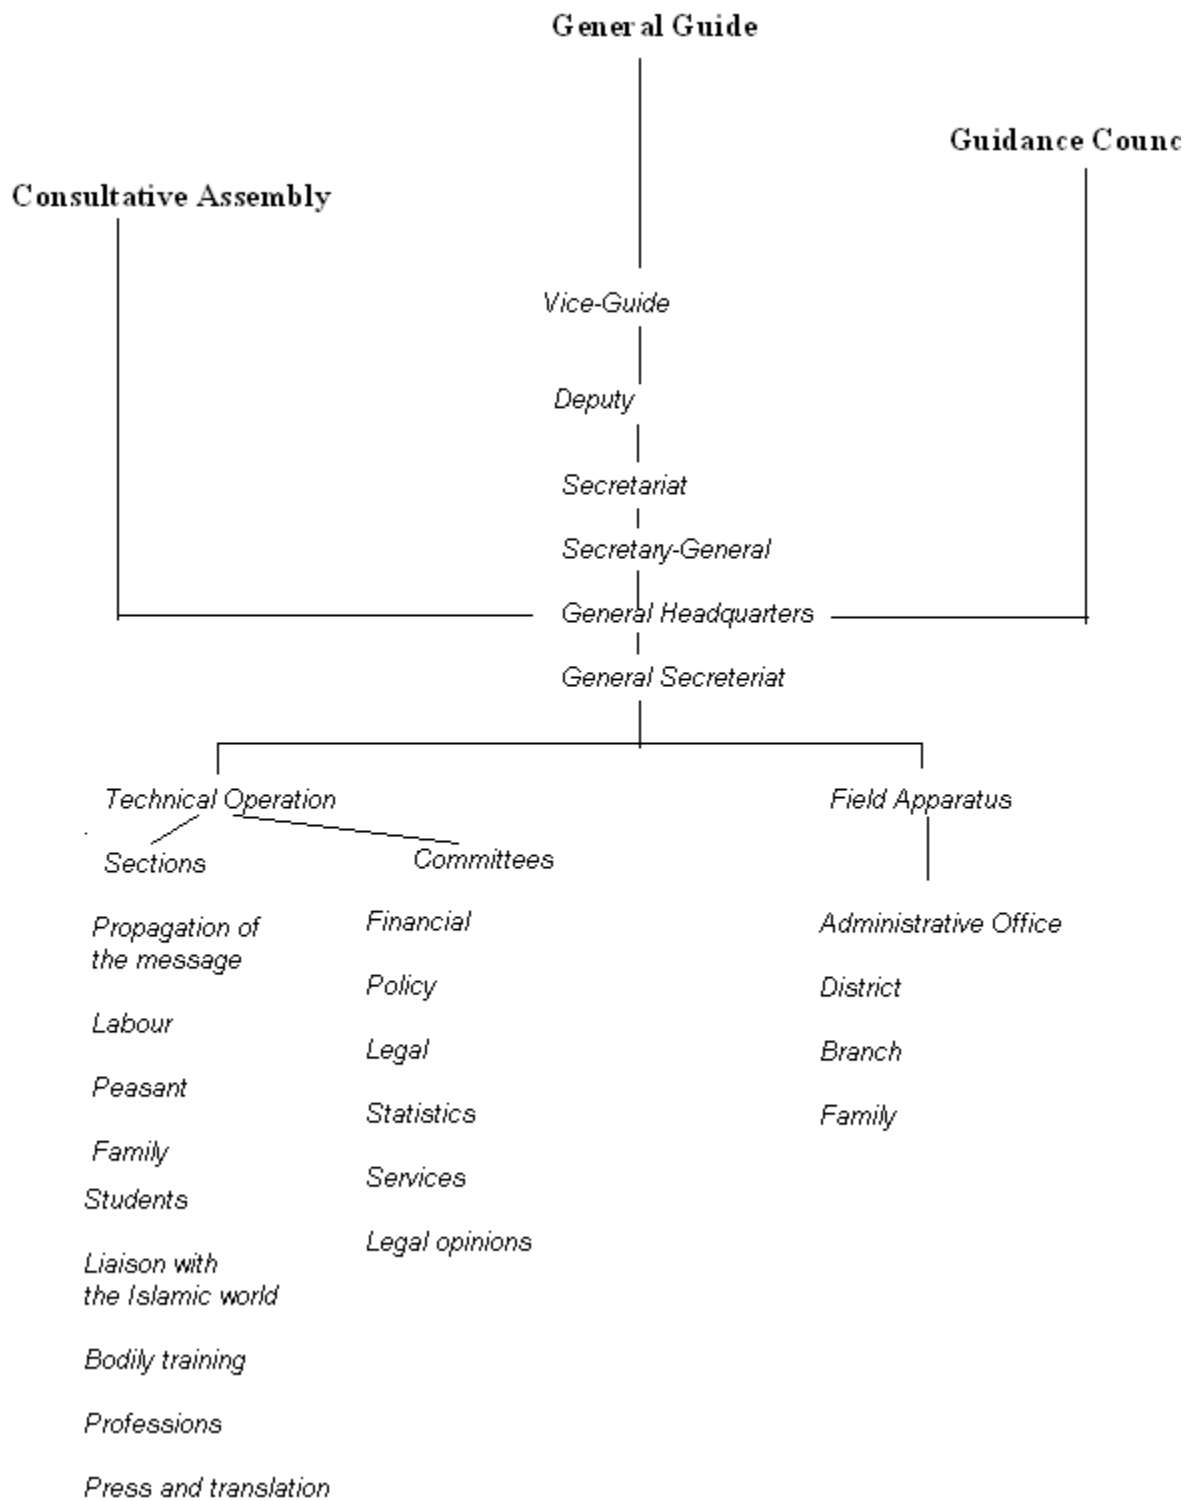 General Guide
Guidance Counc
Consultative Assembly
Vice-Guide
Deputy
Secretariat
Secretary-General
General Headquarters
General Secreteriat
Technical Operation
Field Apparatus
Sections
Committees
Propagation of
the message
Labour
Peasant
Family
Students
Liaison with
the Islamic world
Bodily training
Professions
Press and translation
Financial
Policy
Legal
Statistics
Services
Legal opinions
Administrative Office
District
Branch
Family